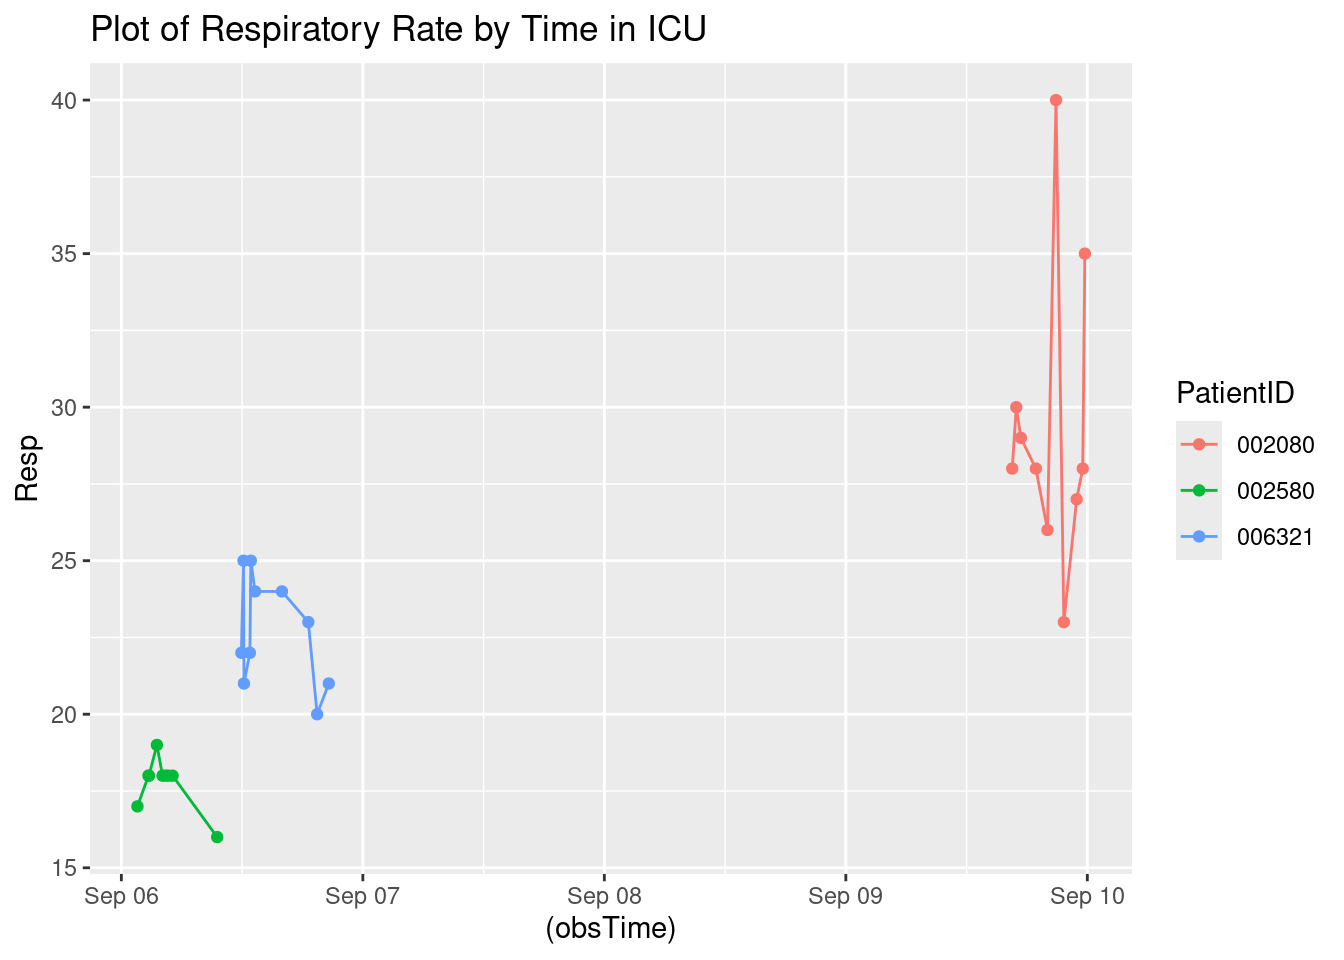 Plot of Respiratory Rate by Time in ICU
40
35
30
25
20
15
Resp
Sep 06
Sep 07
Sep 08
Sep 09
Sep 10
(obsTime)
PatientID
002080
002580
006321